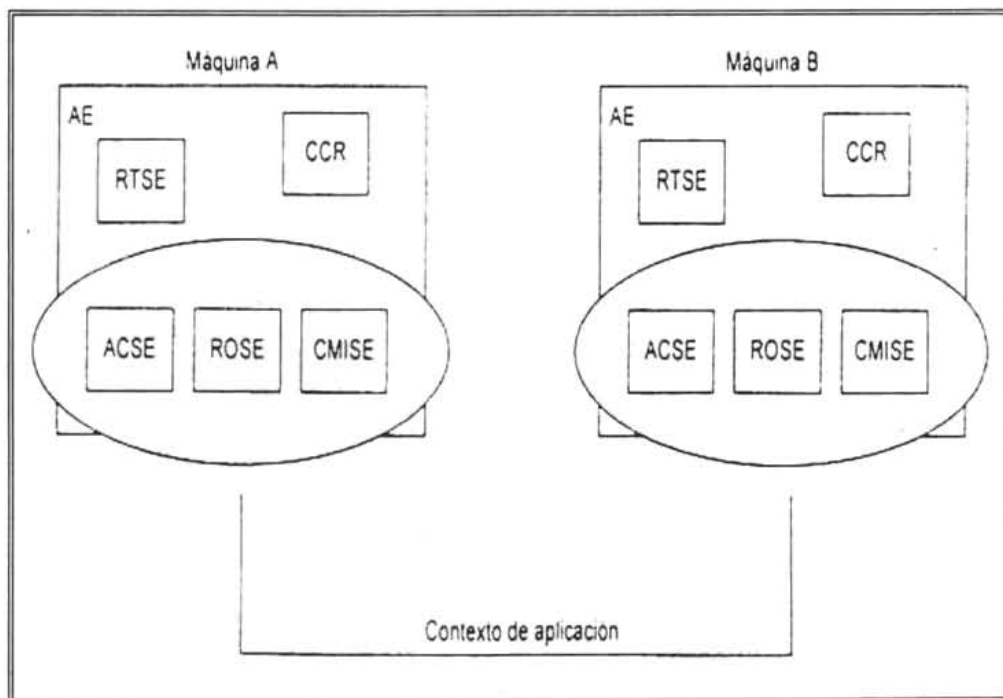 Máquina A
Máquina B
AE
RTSE
CCR
ACSE
ROSE
CMISE
AE
RTSE
CCR
ACSE
ROSE
CMISE
Contexto de aplicación